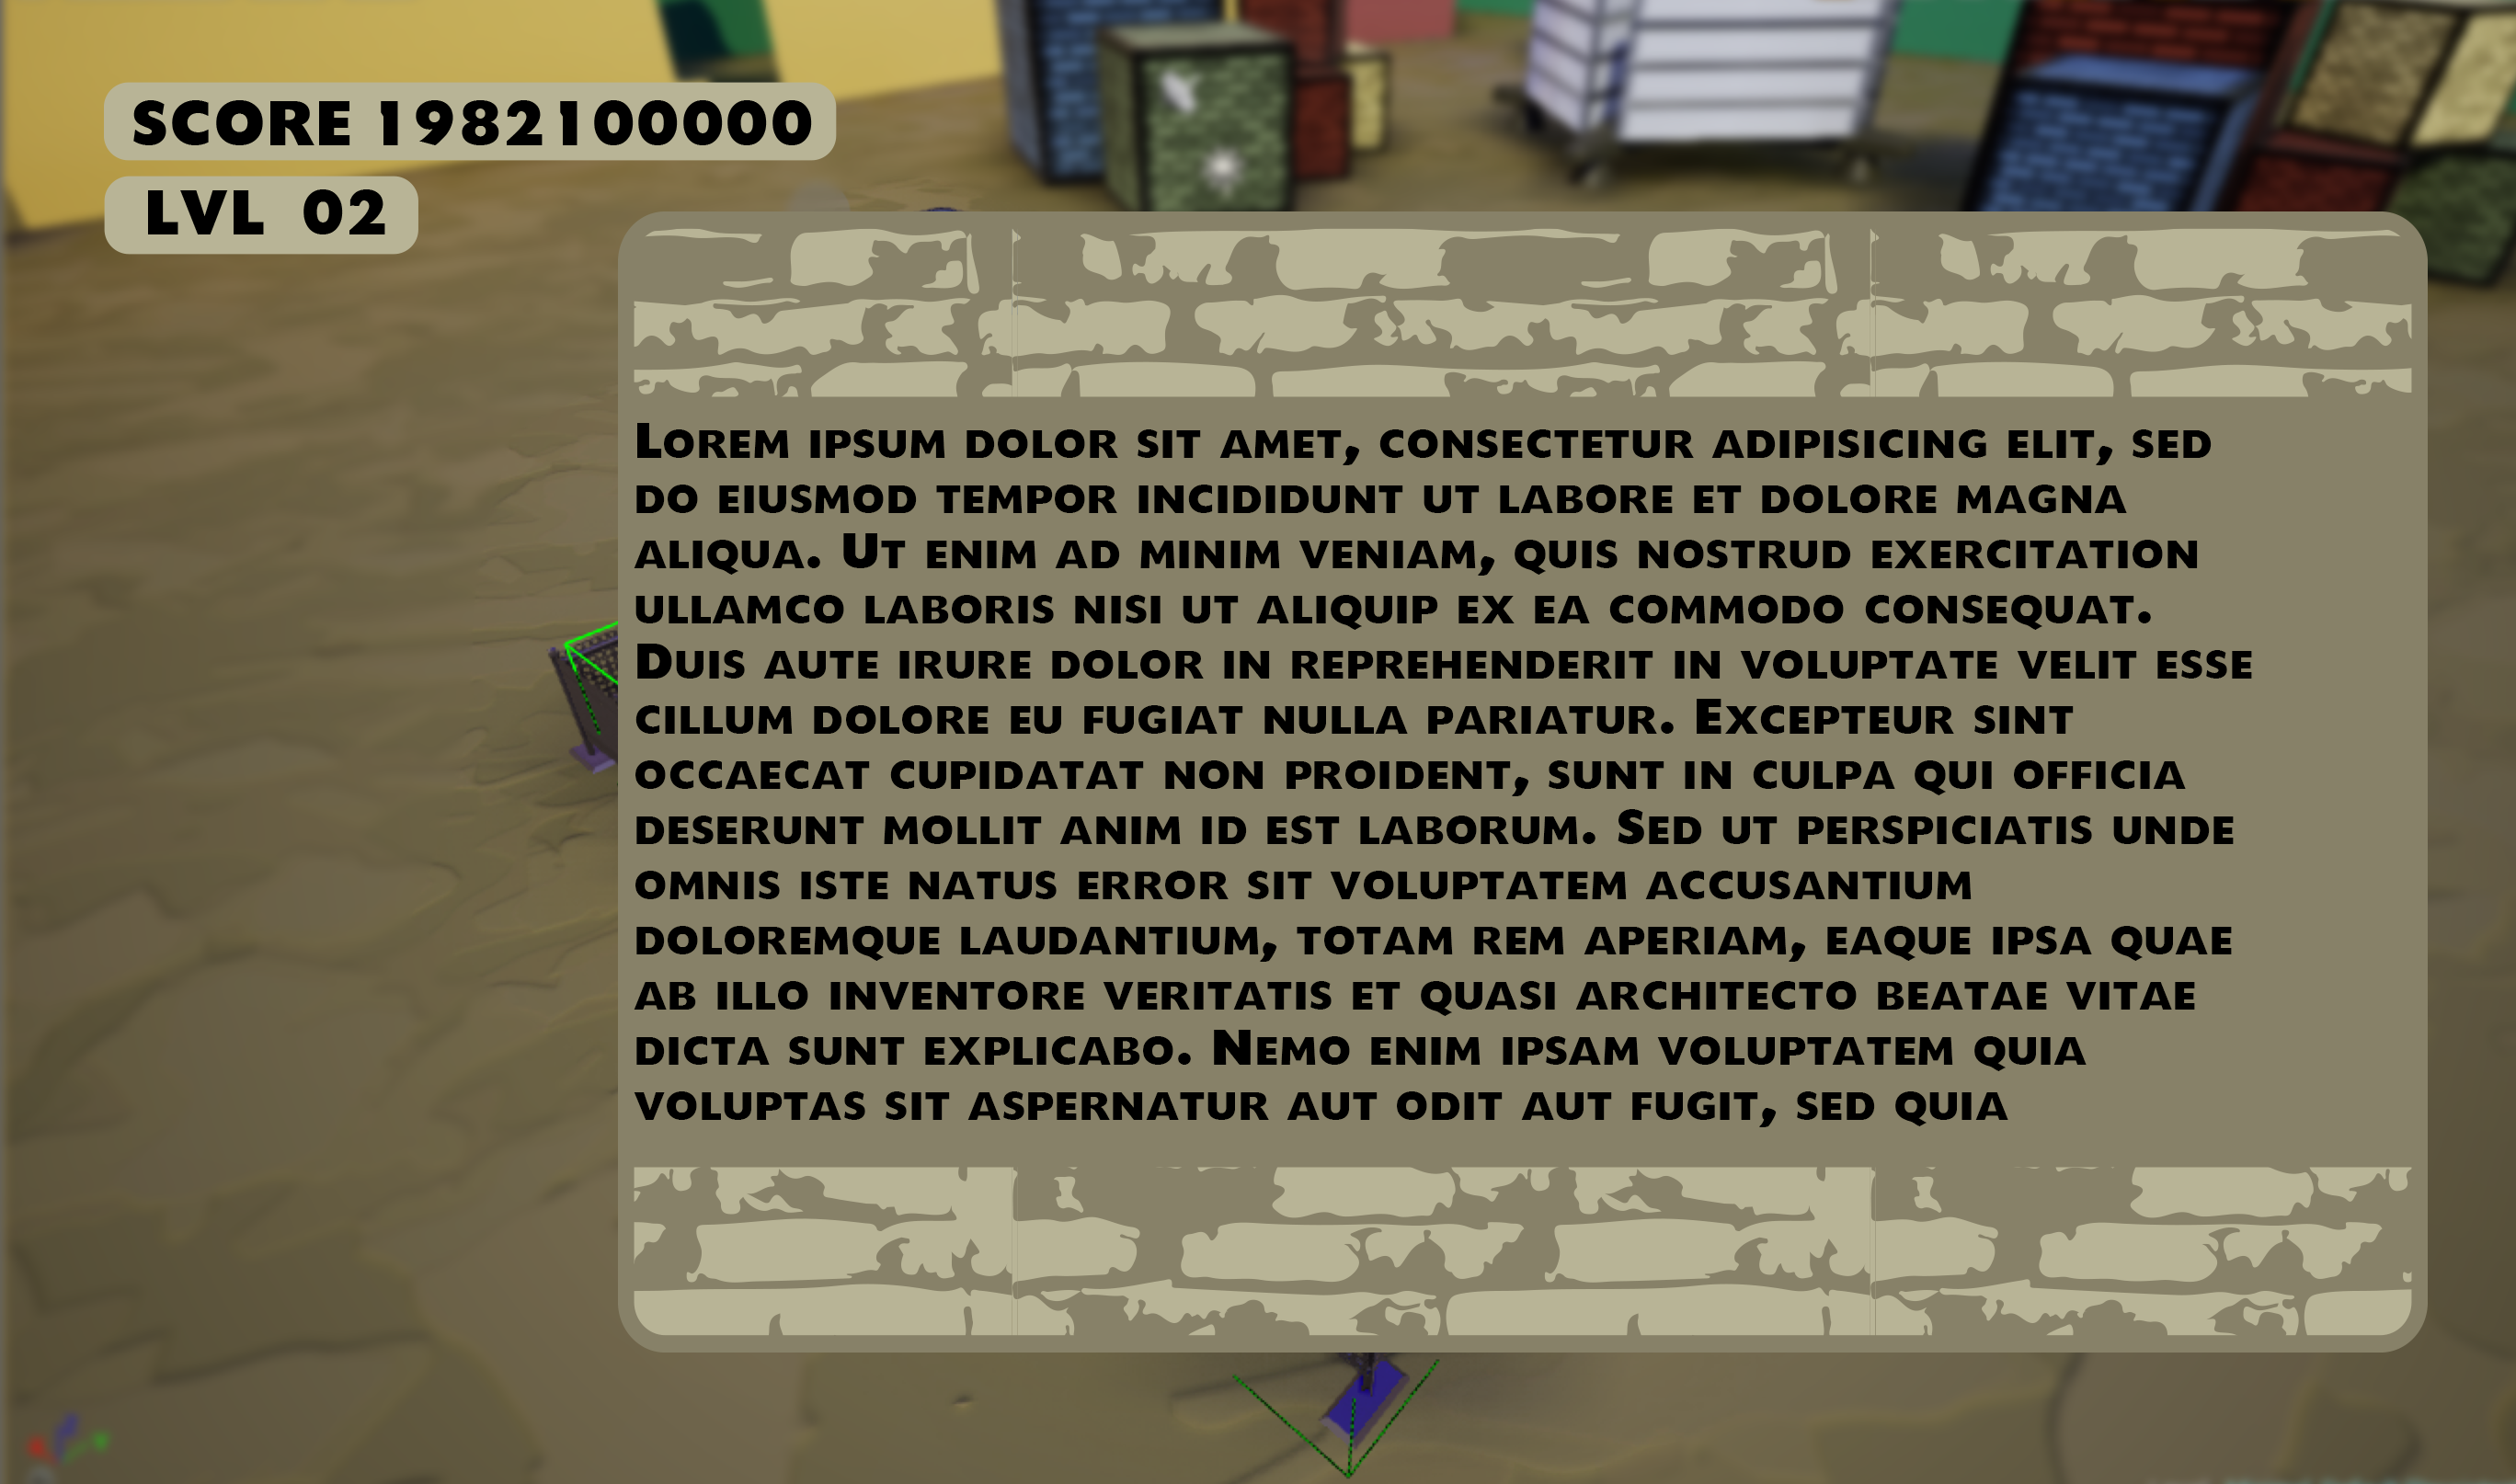 SCORE 1982100000
LVL 02
Lorem ipsum dolor sit amet, consectetur adipisicing elit, sed
do eiusmod tempor incididunt ut labore et dolore magna
aliqua. Ut enim ad minim veniam, quis nostrud exercitation
ullamco laboris nisi ut aliquip ex ea commodo consequat.
Duis aute irure dolor in reprehenderit in voluptate velit esse
cillum dolore eu fugiat nulla pariatur. Excepteur sint
occaecat cupidatat non proident, sunt in culpa qui officia
deserunt mollit anim id est laborum. Sed ut perspiciatis unde
omnis iste natus error sit voluptatem accusantium
doloremque laudantium, totam rem aperiam, eaque ipsa quae
ab illo inventore veritatis et quasi architecto beatae vitae
dicta sunt explicabo. Nemo enim ipsam voluptatem quia
voluptas sit aspernatur aut odit aut fugit, sed quia